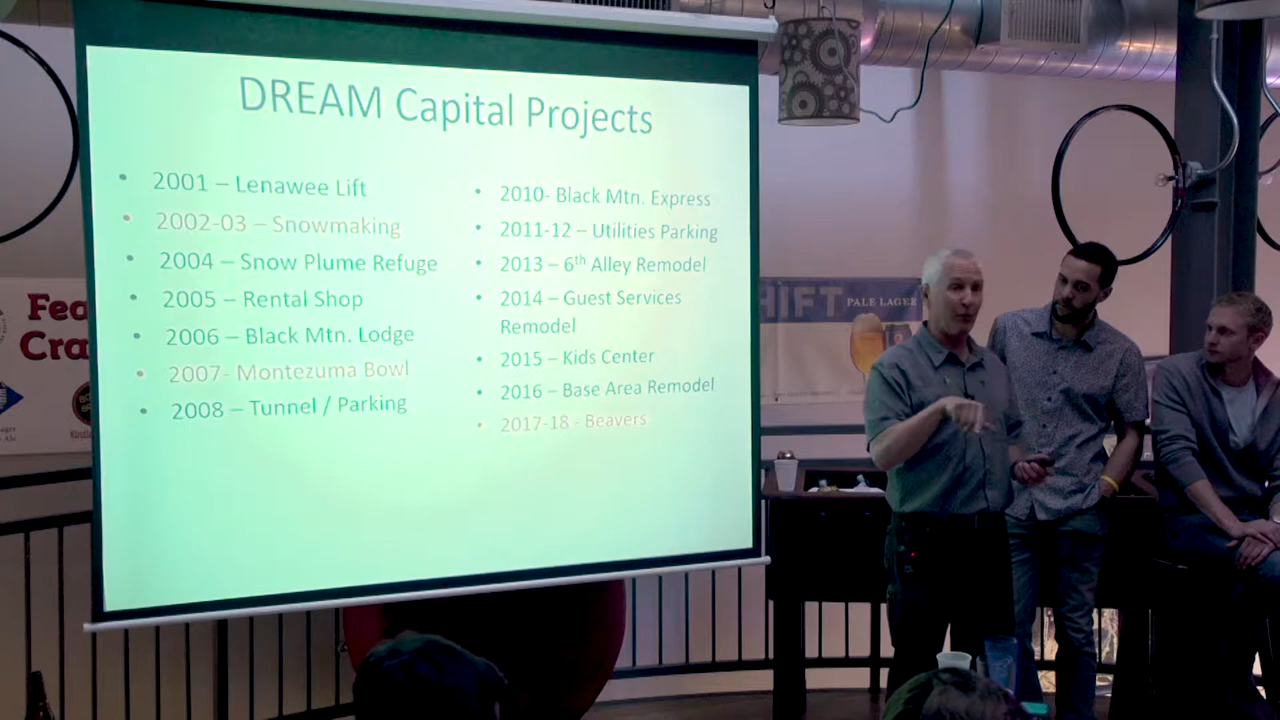 DREAM Capital Projects
• 2001 – Lenawee Lift
• 2002-03 – Snowmaking
• 2004 – Snow Plume Refuge
• 2005 – Rental Shop
• 2006 – Black Mtn. Lodge
• 2007- Montezuma Bowl
• 2008 – Tunnel / Parking
• 2010- Black Mtn. Express
• 2011-12 – Utilities Parking
• 2013 – 6th Alley Remodel
• 2014 – Guest Services
Remodel
• 2015 – Kids Center
• 2016 – Base Area Remodel
• 2017-18 - Beavers
Fea
Cra
HIFT PALE LAGER